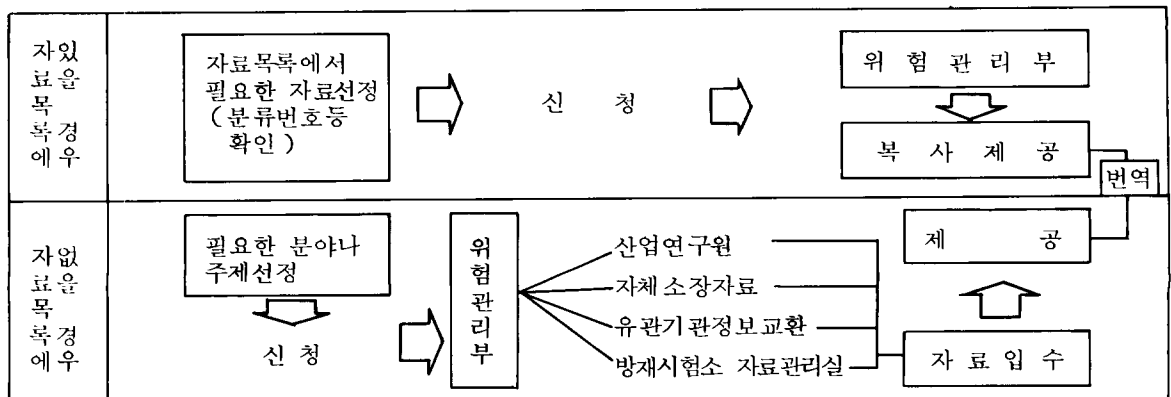 자있
료을
목
록경
에우
자료목록에서
필요한 자료선정
( 분류번호등
확인 )
신 청
위 험 관 리 부
복 사 제 공
번역
자없
료을
목
록경
에우
필요한 분야나
주제선정
신 청
위
험
관
리
부
산업연구원
자체소장자료
유관기관정보교환
방재시험소 자료관리실
자 료 입 수
제 공